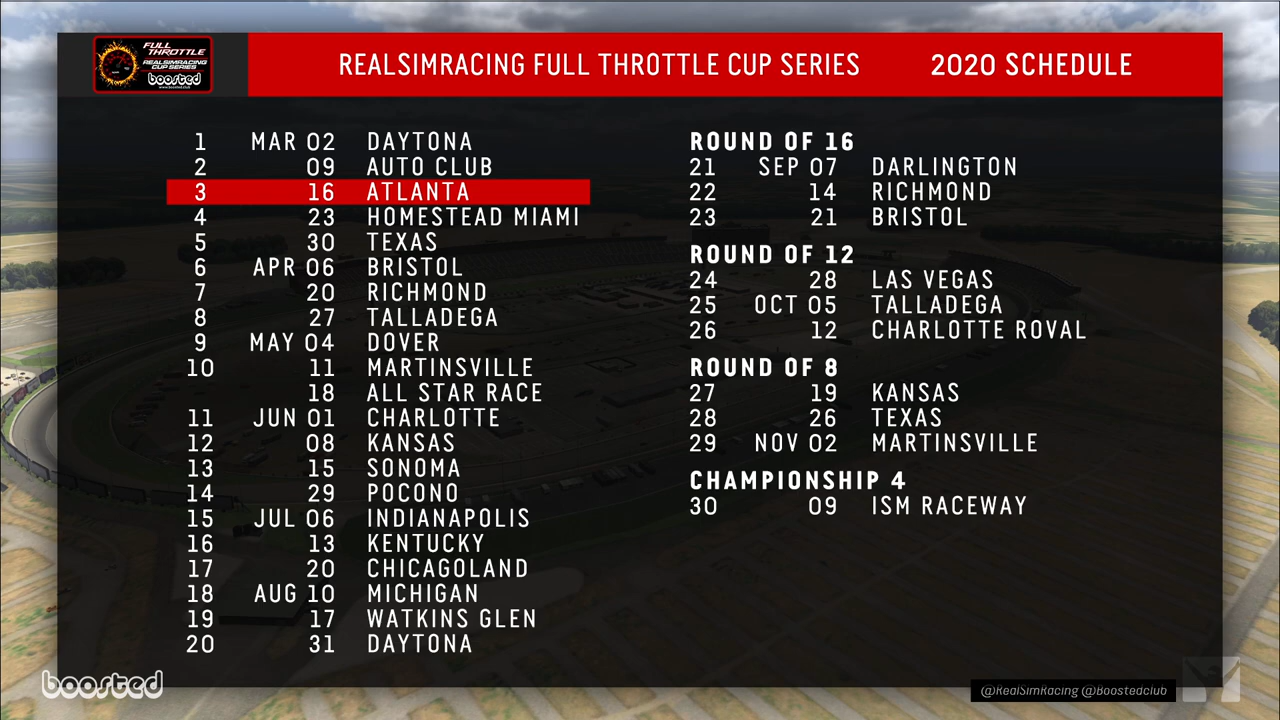 FULL THROTTLE
REALSIMRACING
CUP SERIES
boosted
www.boosted.club
REALSIMRACING FULL THROTTLE CUP SERIES 2020 SCHEDULE
1 MAR 02 DAYTONA
2 09 AUTO CLUB
3 16 ATLANTA
4 23 HOMESTEAD MIAMI
5 30 TEXAS
6 APR 06 BRISTOL
7 20 RICHMOND
8 27 TALLADEGA
9 MAY 04 DOVER
10 11 MARTINSVILLE
18 ALL STAR RACE
11 JUN 01 CHARLOTTE
12 08 KANSAS
13 15 SONOMA
14 29 POCONO
15 JUL 06 INDIANAPOLIS
16 13 KENTUCKY
17 20 CHICAGOLAND
18 AUG 10 MICHIGAN
19 17 WATKINS GLEN
20 31 DAYTONA
ROUND OF 16
21 SEP 07 DARLINGTON
22 14 RICHMOND
23 21 BRISTOL
ROUND OF 12
24 28 LAS VEGAS
25 OCT 05 TALLADEGA
26 12 CHARLOTTE ROVAL
ROUND OF 8
27 19 KANSAS
28 26 TEXAS
29 NOV 02 MARTINSVILLE
CHAMPIONSHIP 4
30 09 ISM RACEWAY
boosted
@RealSimRacing @Boostedclub